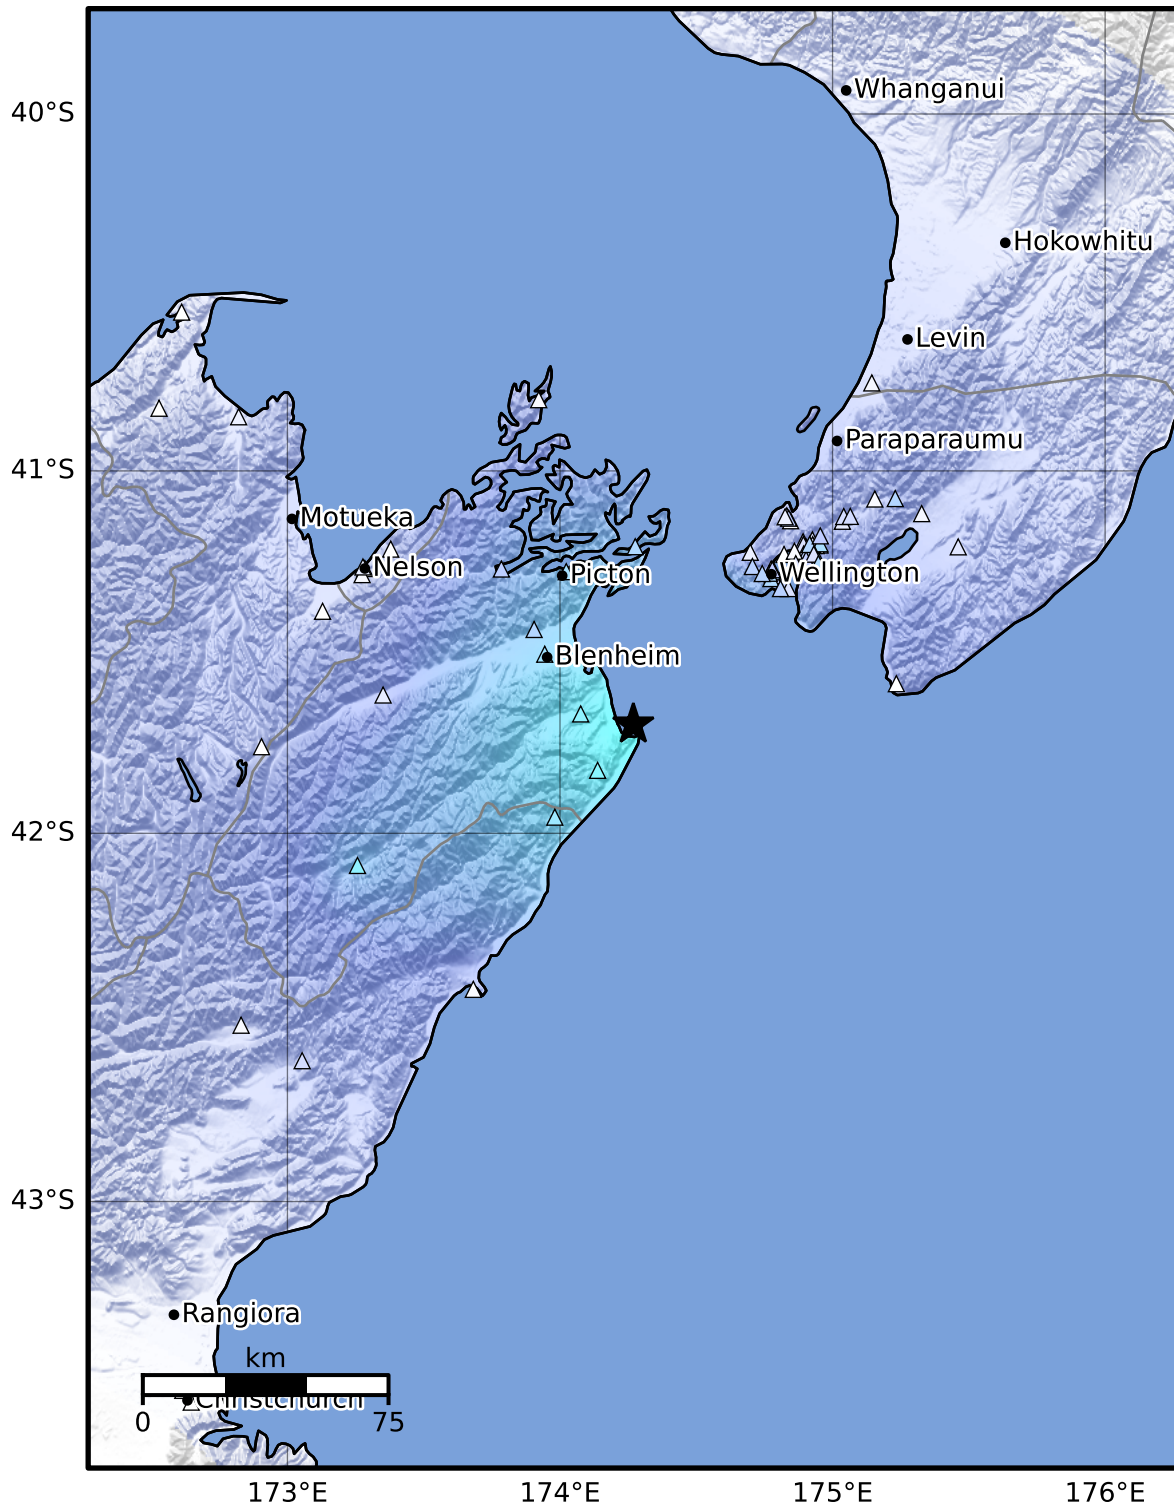 Whanganui
40°S
Hokowhitu
Levin
Paraparaumu
41°S
Motueka
Nelson
Picton
Wellington
Blenheim
42°S
43°S
Rangiora
km
Christchurch
0 75
173°E 174°E 175°E 176°E